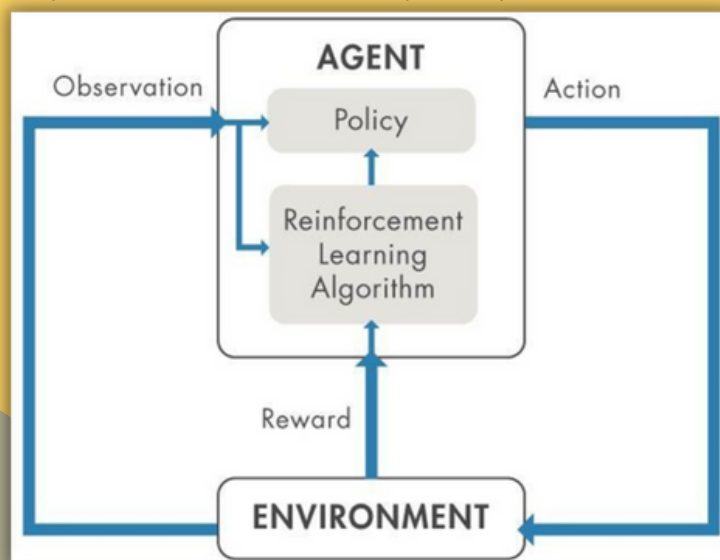 AGENT
Observation
Action
Policy
Reinforcement
Learning
Algorithm
Reward
ENVIRONMENT